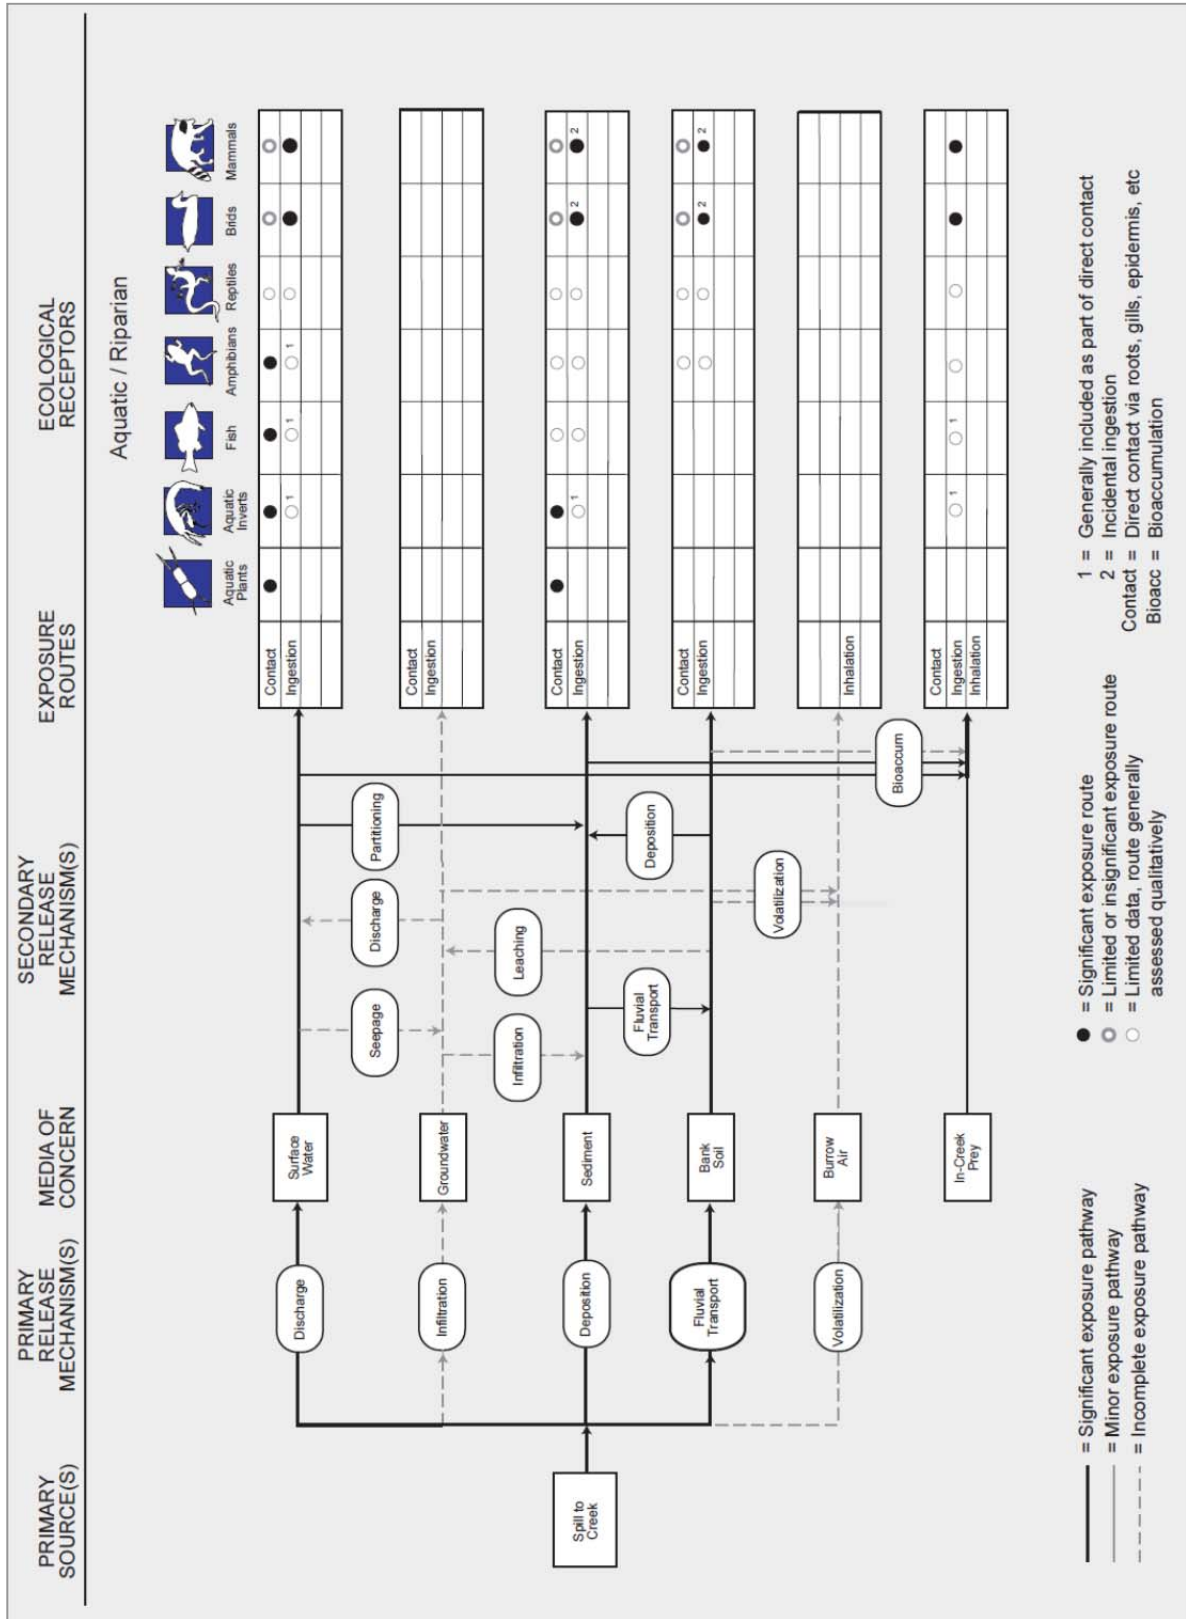 PRIMARY
SOURCE(S)
PRIMARY
RELEASE
MECHANISM(S)
MEDIA OF
CONCERN
SECONDARY
RELEASE
MECHANISM(S)
EXPOSURE
ROUTES
ECOLOGICAL
RECEPTORS
Aquatic / Riparian
Aquatic
Plants
Aquatic
Inverts
Fish
Amphibians
Reptiles
Brids
Mammals
Spill to
Creek
Discharge
Surface
Water
Contact
Ingestion
1
1
1
Seepage
Discharge
Partitioning
Infiltration
Groundwater
Contact
Ingestion
Infiltration
Leaching
Deposition
Sediment
Contact
Ingestion
1
2
2
Fluvial
Transport
Deposition
Fluvial
Transport
Bank
Soil
Contact
Ingestion
2
2
Volatilization
Bioaccum
Volatilization
Burrow
Air
Inhalation
In-Creek
Prey
Contact
Ingestion
Inhalation
1
1
= Significant exposure pathway
= Minor exposure pathway
= Incomplete exposure pathway
= Significant exposure route
= Limited or insignificant exposure route
= Limited data, route generally
assessed qualitatively
1 = Generally included as part of direct contact
2 = Incidental ingestion
Contact = Direct contact via roots, gills, epidermis, etc
Bioacc = Bioaccumulation